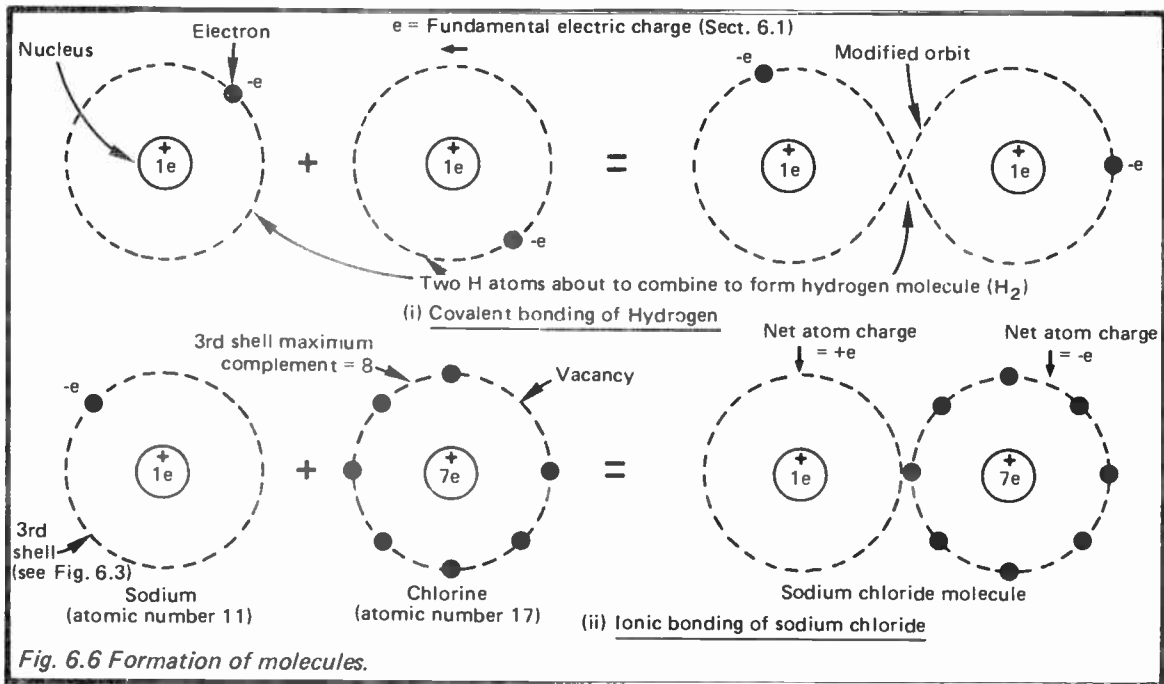 Electron
e = Fundamental electric charge (Sect. 6.1)
Nucleus
Modified orbit
-e
-e
+
1e
+
+
1e
=
+
1e
+
1e
-e
-e
Two H atoms about to combine to form hydrogen molecule (H2)
(i) Covalent bonding of Hydrogen
3rd shell maximum
complement = 8
Net atom charge
= +e
Net atom charge
= -e
-e
Vacancy
+
1e
+
+
7e
=
+
1e
+
7e
3rd
shell
(see Fig. 6.3)
Sodium
(atomic number 11)
Chlorine
(atomic number 17)
Sodium chloride molecule
(ii) Ionic bonding of sodium chloride
Fig. 6.6 Formation of molecules.